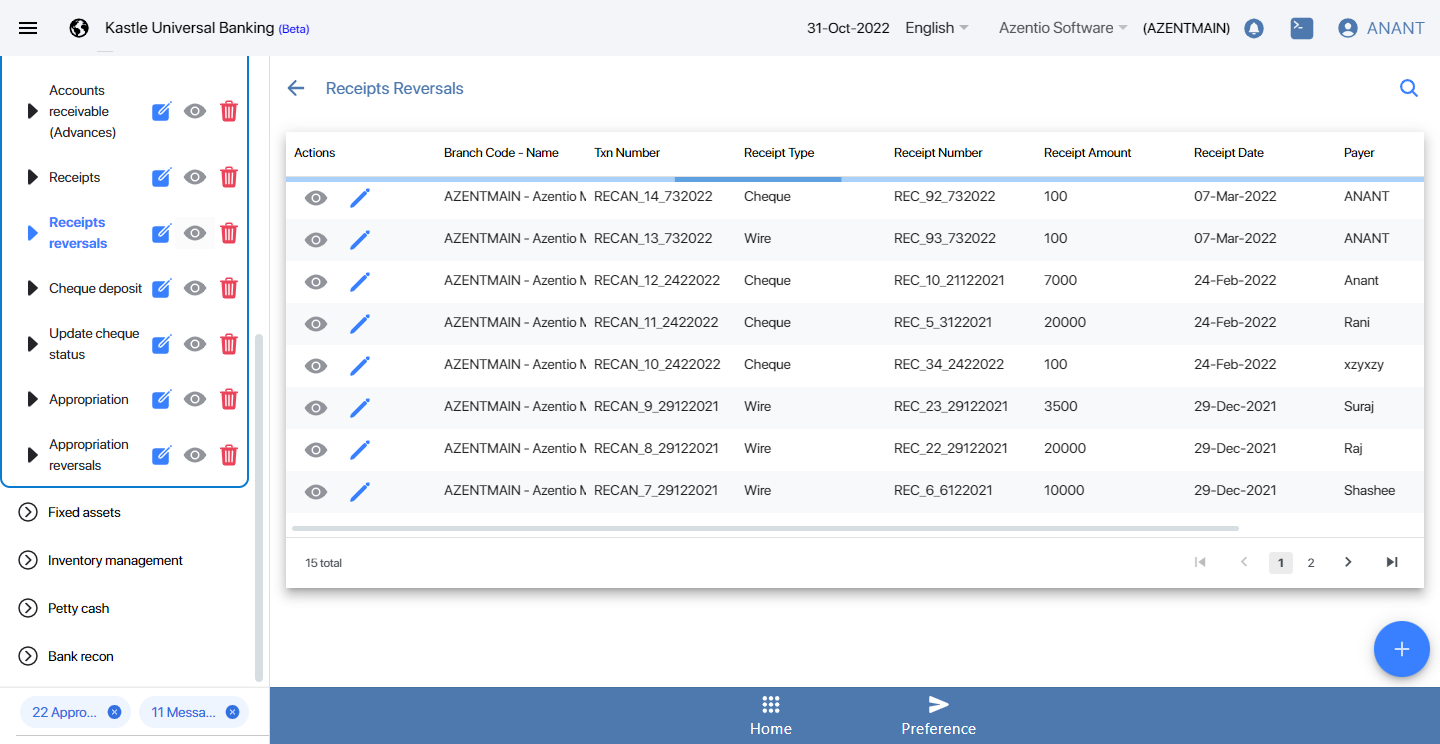 Kastle Universal Banking (Beta)
31-Oct-2022 English Azentio Software (AZENTMAIN) ANANT
Accounts
receivable
(Advances)
Receipts
Receipts
reversals
Cheque deposit
Update cheque
status
Appropriation
Appropriation
reversals
Fixed assets
Inventory management
Petty cash
Bank recon
22 Appro...
11 Messa...
Receipts Reversals
Actions Branch Code - Name Txn Number Receipt Type Receipt Number Receipt Amount Receipt Date Payer
AZENTMAIN - Azentio M RECAN_14_732022 Cheque REC_92_732022 100 07-Mar-2022 ANANT
AZENTMAIN - Azentio M RECAN_13_732022 Wire REC_93_732022 100 07-Mar-2022 ANANT
AZENTMAIN - Azentio M RECAN_12_2422022 Cheque REC_10_21122021 7000 24-Feb-2022 Anant
AZENTMAIN - Azentio M RECAN_11_2422022 Cheque REC_5_3122021 20000 24-Feb-2022 Rani
AZENTMAIN - Azentio M RECAN_10_2422022 Cheque REC_34_2422022 100 24-Feb-2022 xzyxzy
AZENTMAIN - Azentio M RECAN_9_29122021 Wire REC_23_29122021 3500 29-Dec-2021 Suraj
AZENTMAIN - Azentio M RECAN_8_29122021 Wire REC_22_29122021 20000 29-Dec-2021 Raj
AZENTMAIN - Azentio M RECAN_7_29122021 Wire REC_6_6122021 10000 29-Dec-2021 Shashee
15 total
1 2
Home Preference